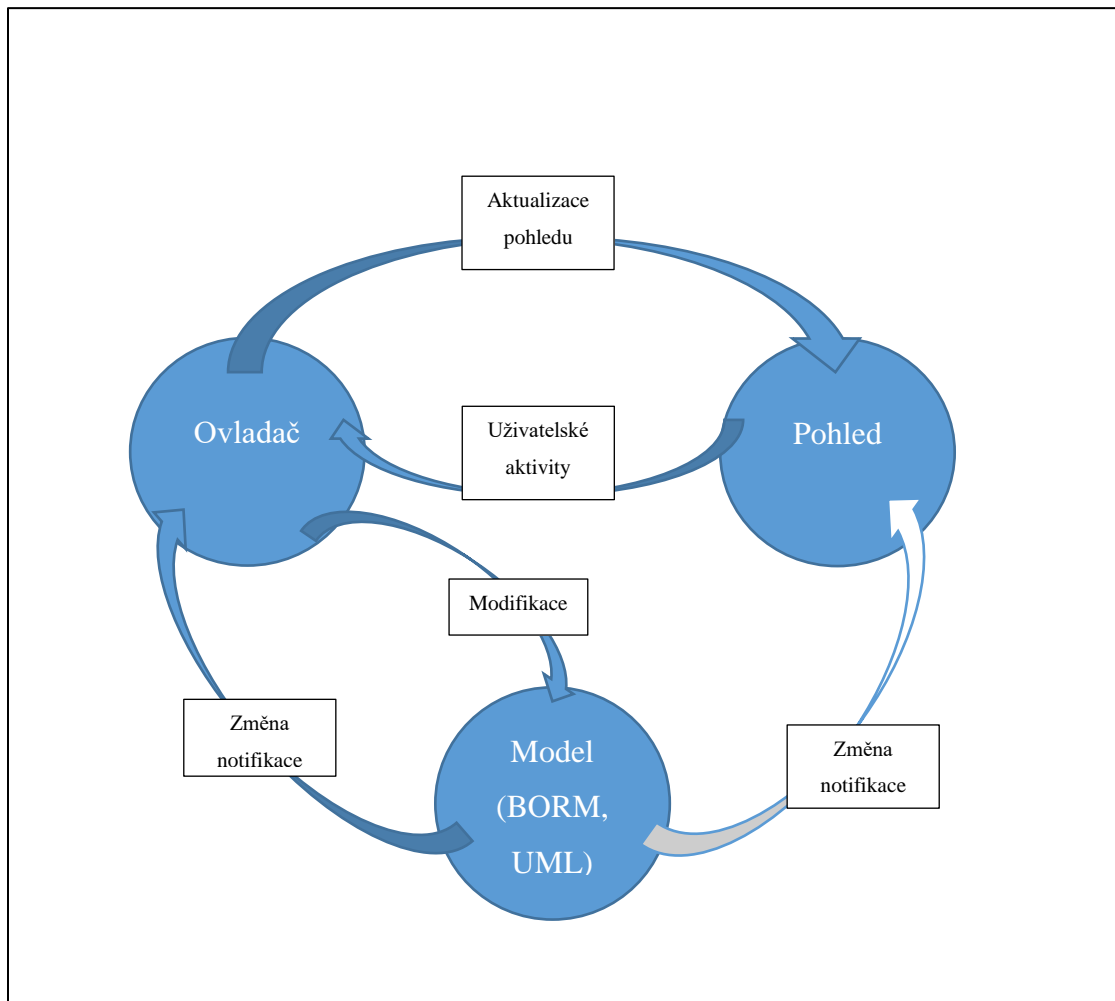 Aktualizace
pohledu
Ovladač
Uživatelské
aktivity
Pohled
Modifikace
Změna
notifikace
Model
(BORM,
UML)
Změna
notifikace